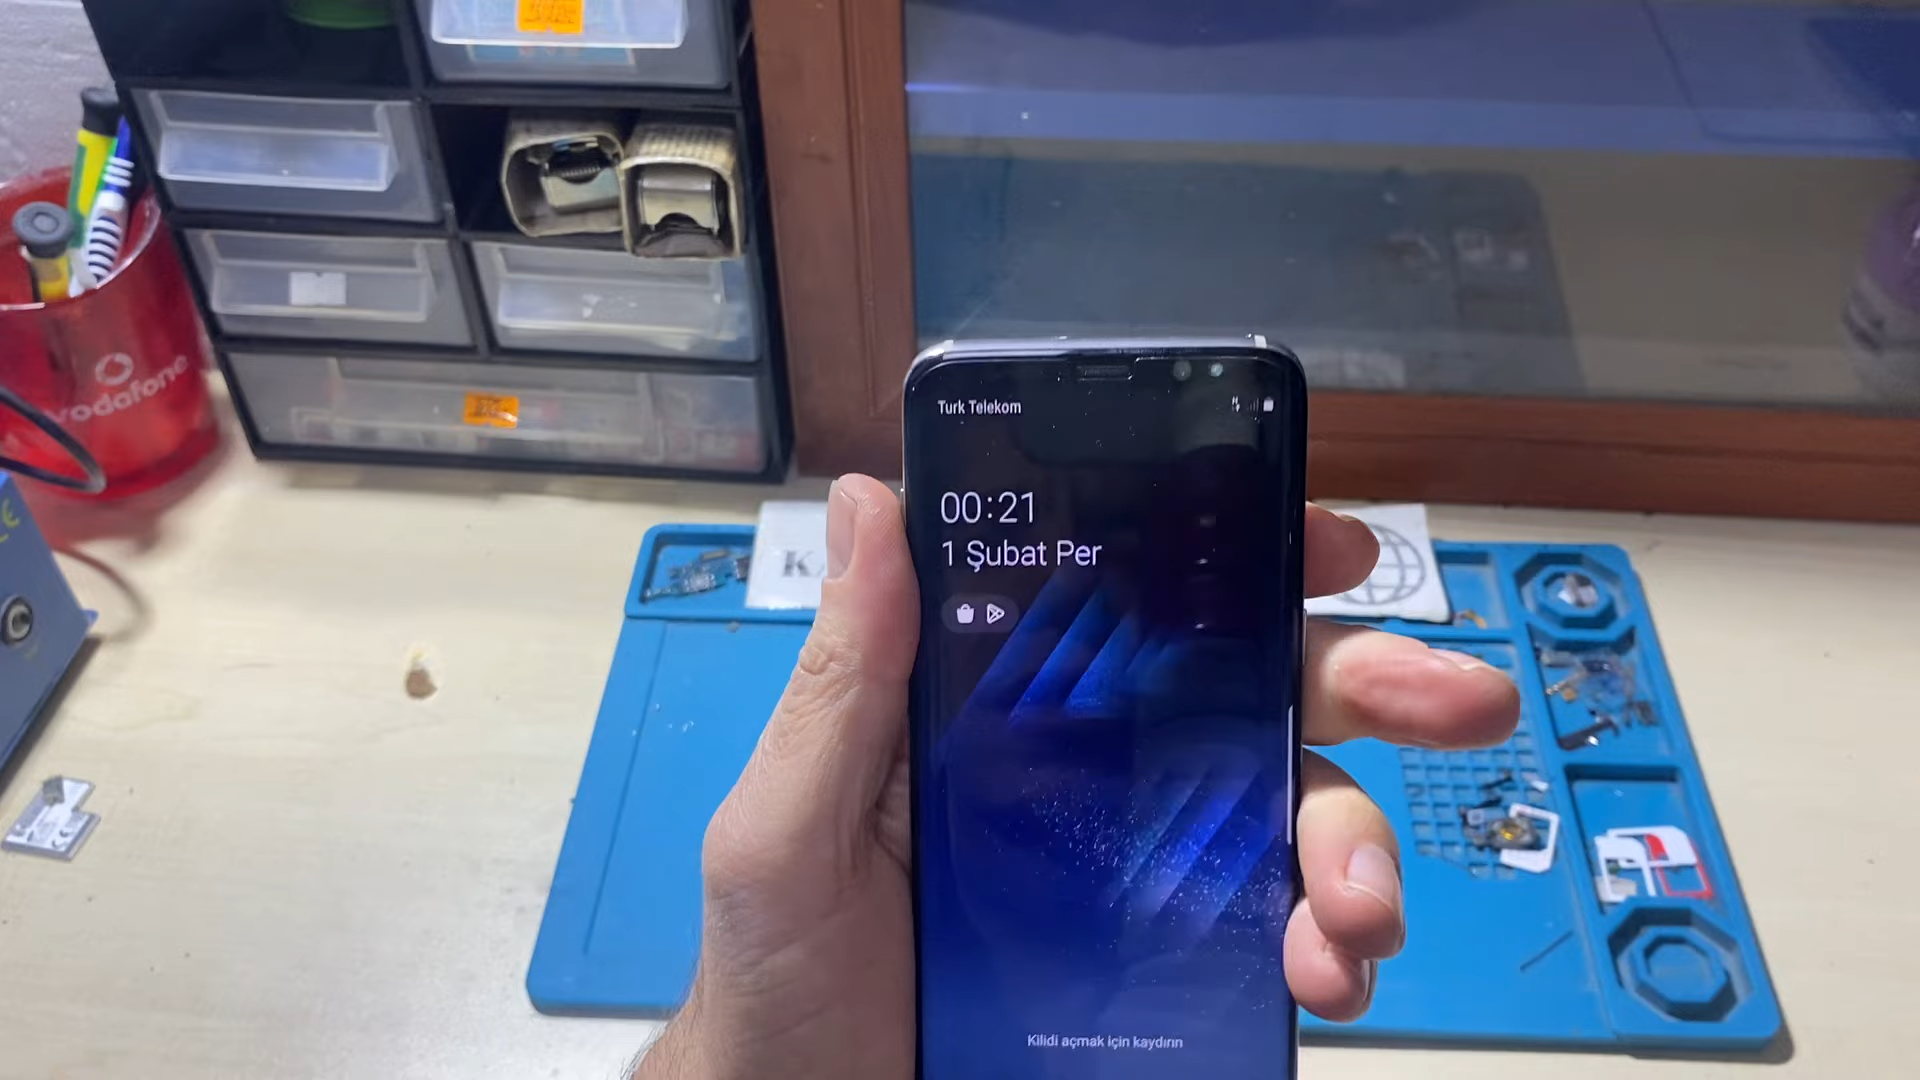 vodafone
Turk Telekom
00:21
1 Şubat Per
K
Kilidi açmak için kaydırın